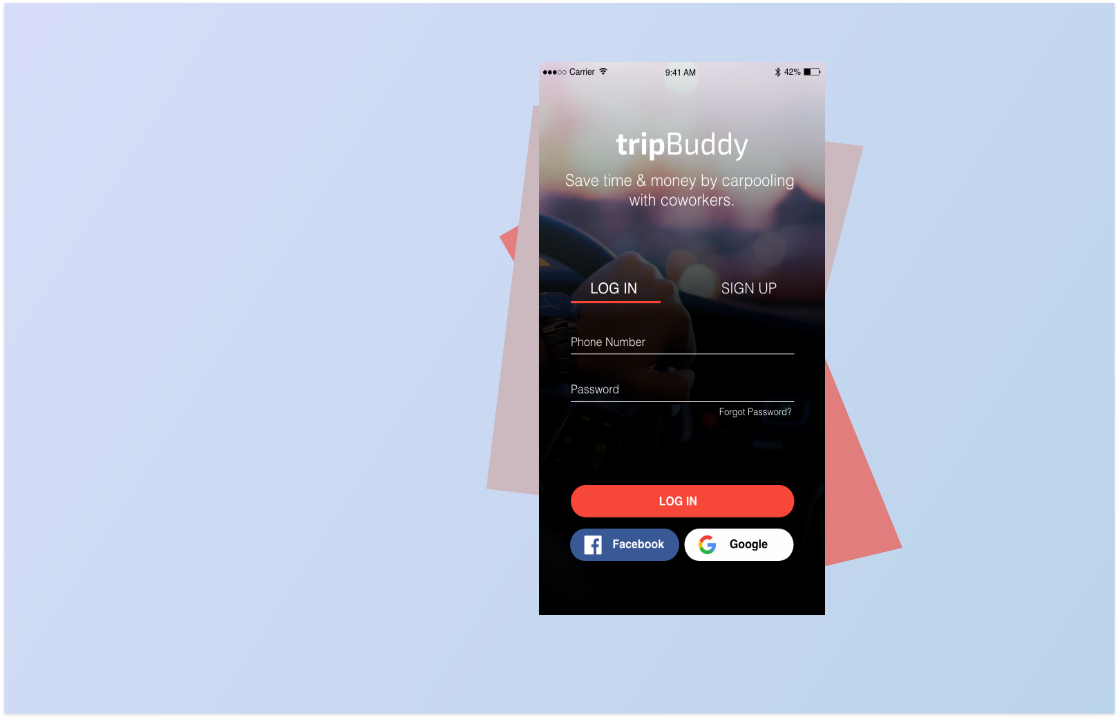 Carrier 9:41 AM 42%
tripBuddy
Save time & money by carpooling
with coworkers.
LOG IN SIGN UP
Phone Number
Password
Forgot Password?
LOG IN
Facebook Google